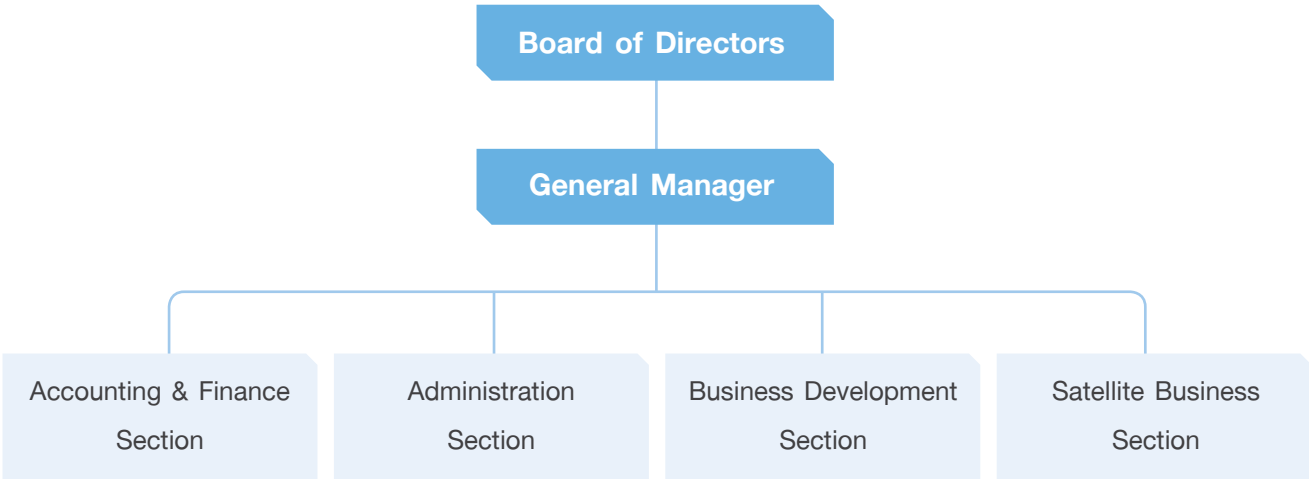 Board of Directors
General Manager
Accounting & Finance
Section
Administration
Section
Business Development
Section
Satellite Business
Section